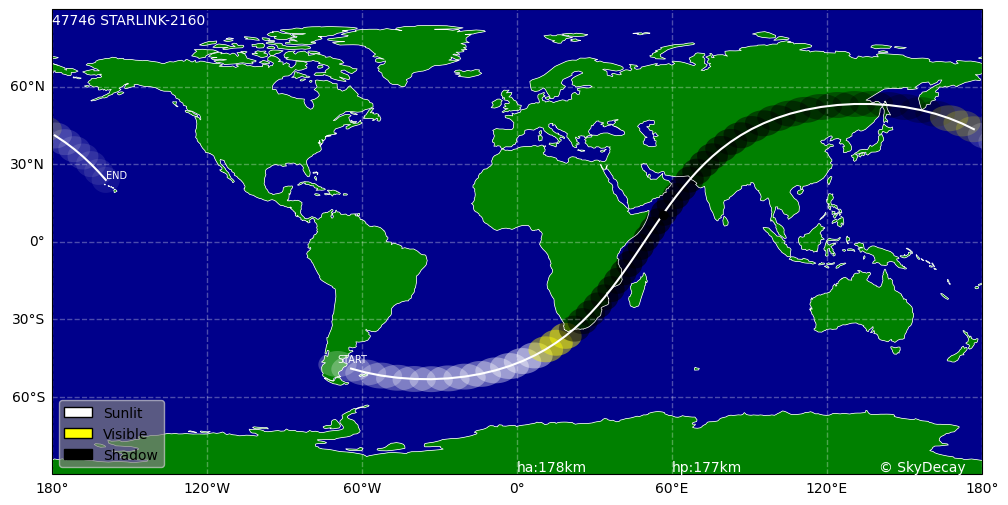 47746 STARLINK-2160
60°N
30°N
0°
30°S
60°S
END
START
Sunlit
Visible
Shadow
ha:178km
hp:177km
© SkyDecay
180°
120°W
60°W
0°
60°E
120°E
180°